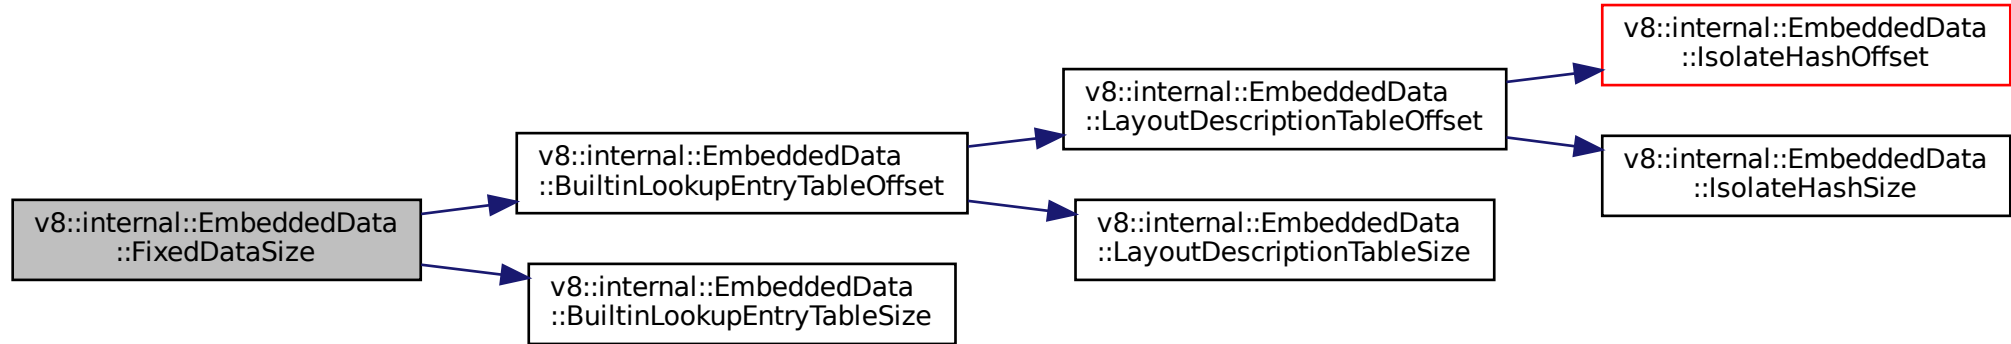 v8::internal::EmbeddedData
::FixedDataSize
v8::internal::EmbeddedData
::BuiltinLookupEntryTableOffset
v8::internal::EmbeddedData
::BuiltinLookupEntryTableSize
v8::internal::EmbeddedData
::LayoutDescriptionTableOffset
v8::internal::EmbeddedData
::LayoutDescriptionTableSize
v8::internal::EmbeddedData
::IsolateHashOffset
v8::internal::EmbeddedData
::IsolateHashSize